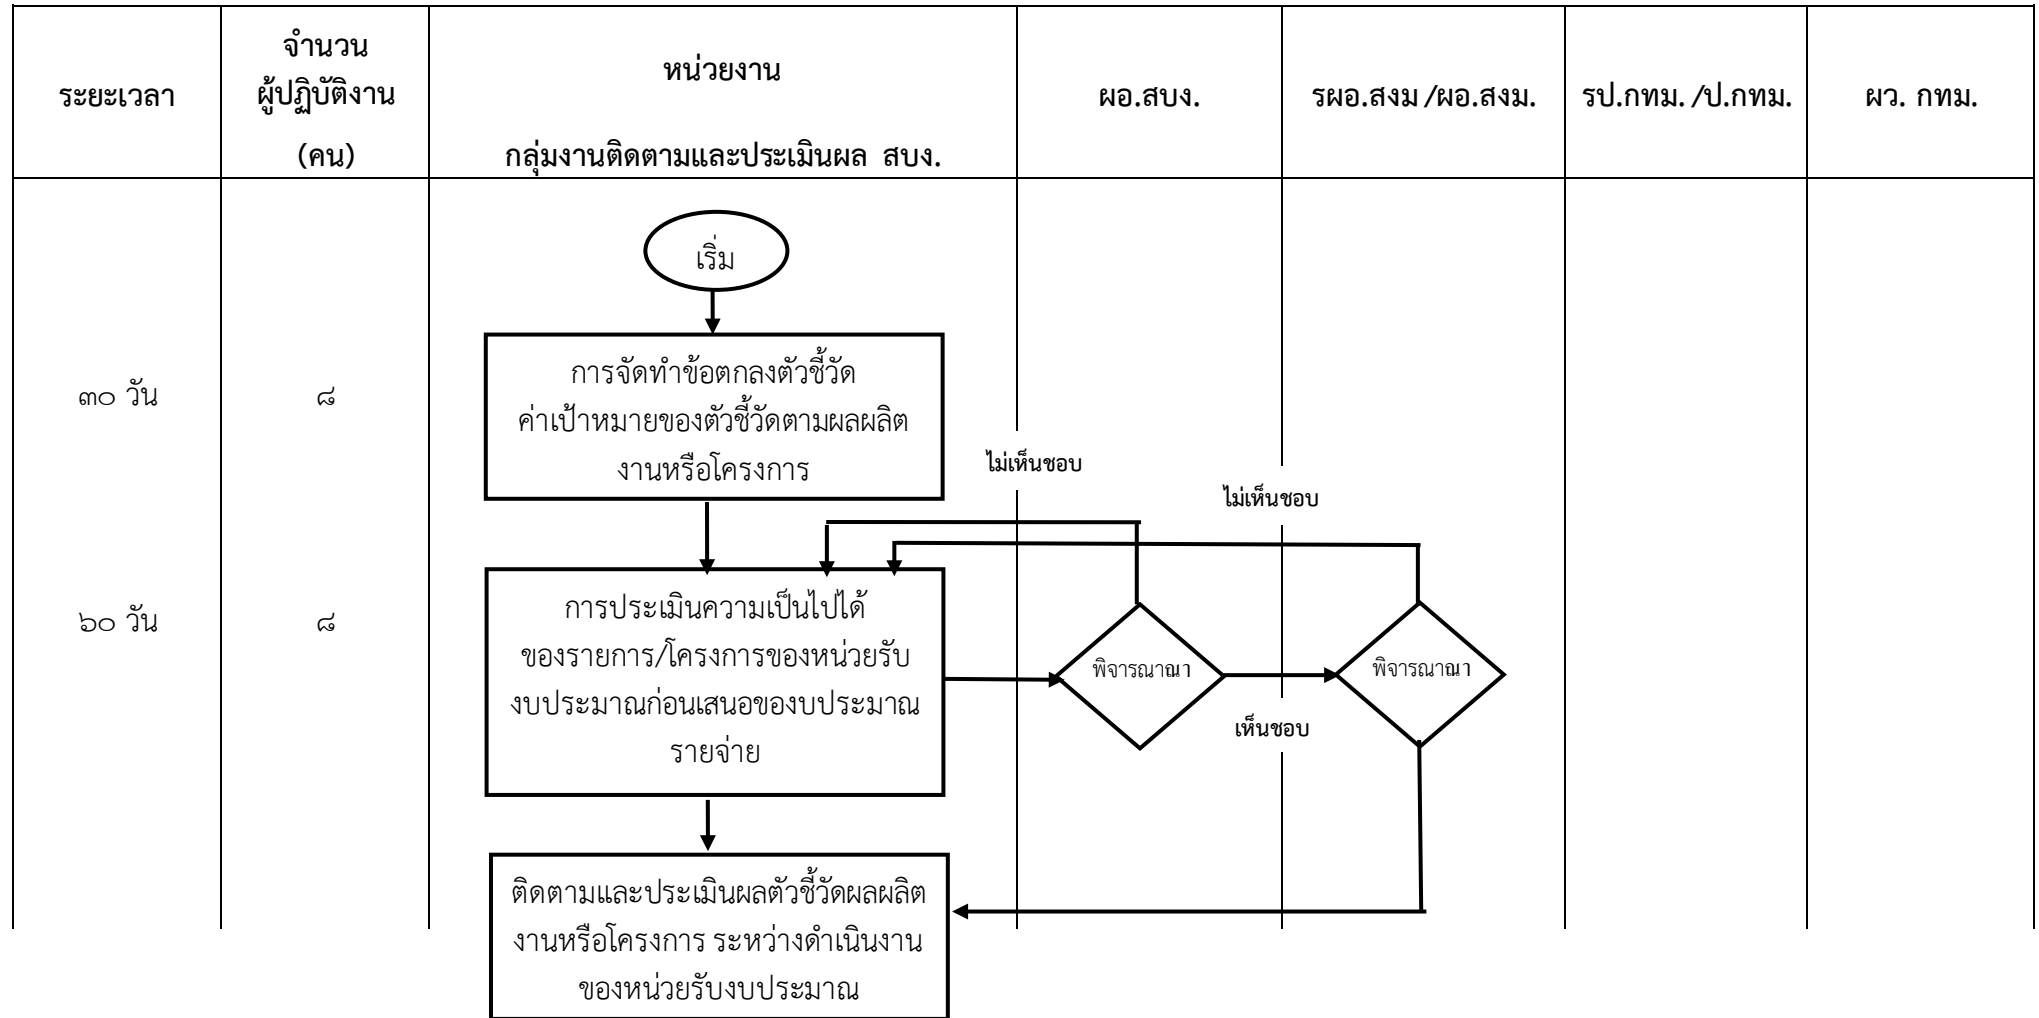 ระยะเวลา
จำนวน
ผู้ปฏิบัติงาน
(คน)
หน่วยงาน
กลุ่มงานติดตามและประเมินผล สบง.
ผอ.สบง.
รผอ.สงม /ผอ.สงม.
รป.กทม. /ป.กทม.
ผว. กทม.
เริ่ม
๓๐ วัน
๘
การจัดทำข้อตกลงตัวชี้วัด
ค่าเป้าหมายของตัวชี้วัดตามผลผลิต
งานหรือโครงการ
ไม่เห็นชอบ
ไม่เห็นชอบ
๖๐ วัน
๘
การประเมินความเป็นไปได้
ของรายการ/โครงการของหน่วยรับ
งบประมาณก่อนเสนอของบประมาณ
รายจ่าย
พิจารณาณา
พิจารณาณา
เห็นชอบ
ติดตามและประเมินผลตัวชี้วัดผลผลิต
งานหรือโครงการ ระหว่างดำเนินงาน
ของหน่วยรับงบประมาณ